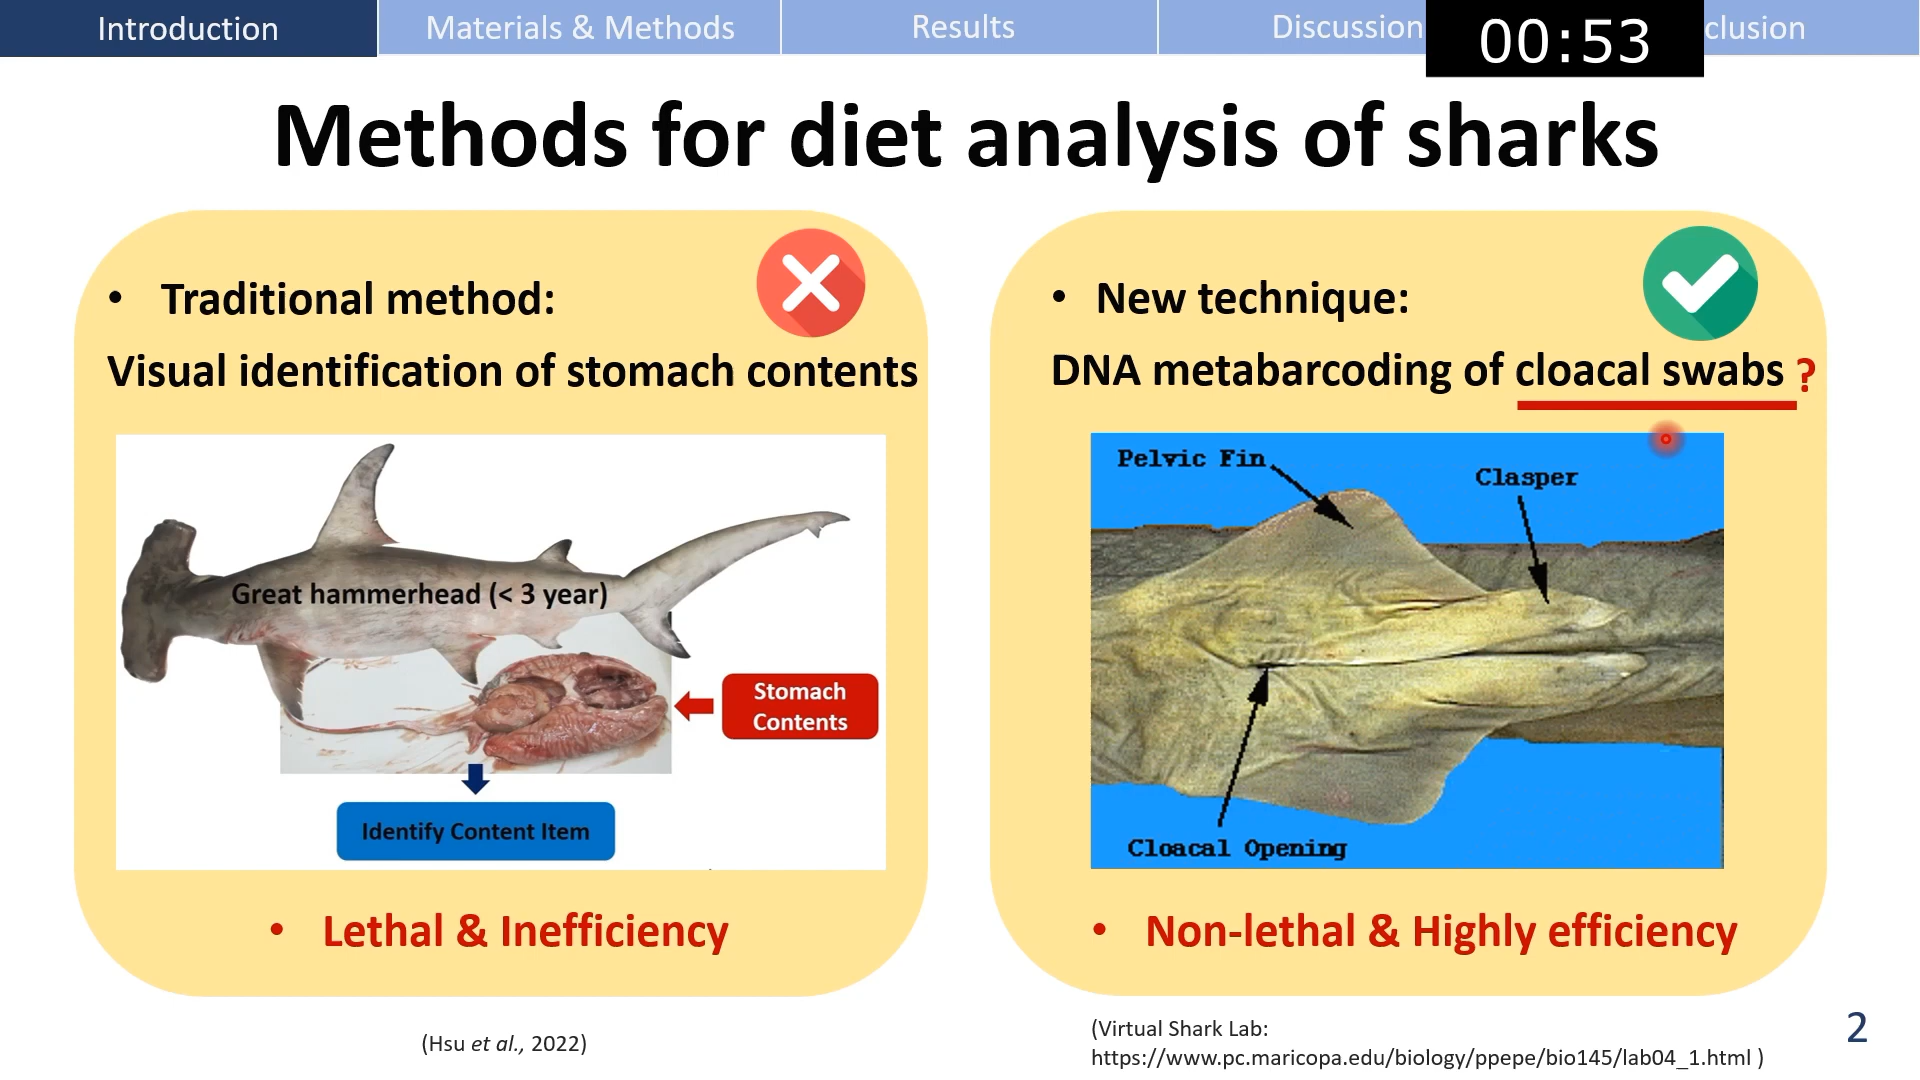 Introduction
Materials & Methods
Results
Discussion
clusion
00:53
Methods for diet analysis of sharks
• Traditional method:
Visual identification of stomach contents
Great hammerhead (< 3 year)
Stomach
Contents
Identify Content Item
• Lethal & Inefficiency
(Hsu et al., 2022)
• New technique:
DNA metabarcoding of cloacal swabs ?
Pelvic Fin
Clasper
Cloacal Opening
• Non-lethal & Highly efficiency
(Virtual Shark Lab:
https://www.pc.maricopa.edu/biology/ppepe/bio145/lab04_1.html )
2